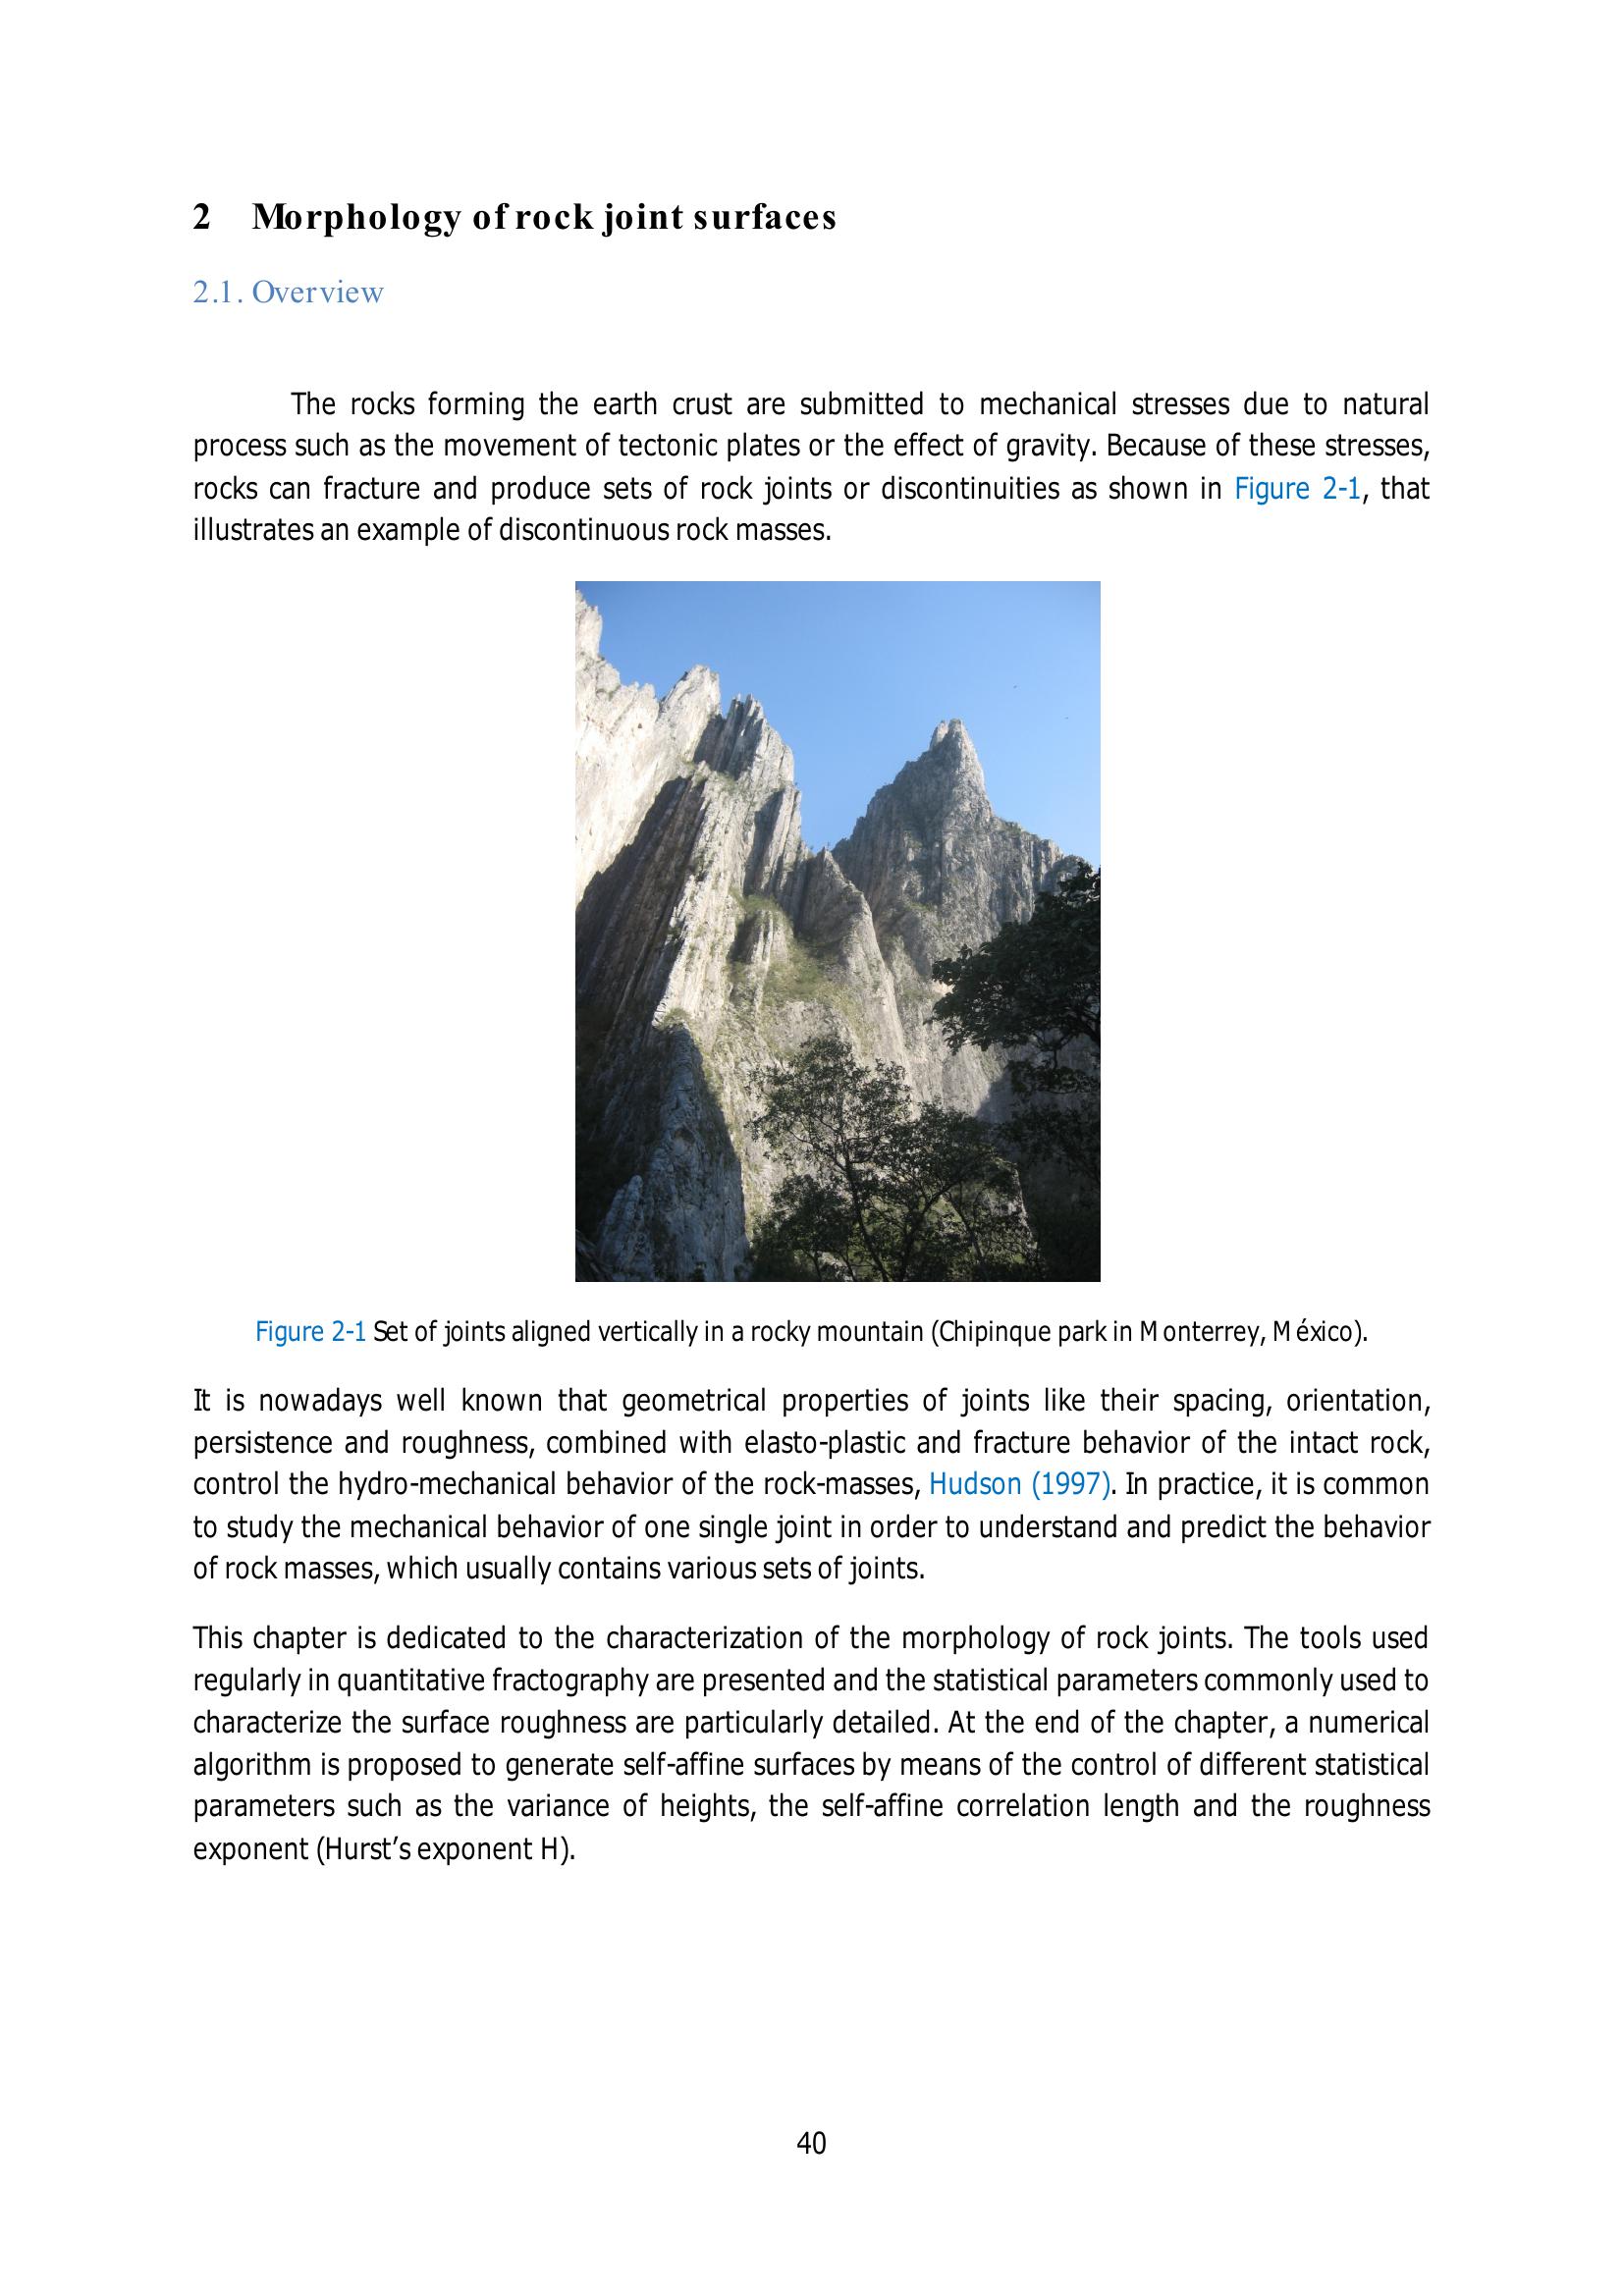 2 Morphology of rock joint surfaces
2.1. Overview
The rocks forming the earth crust are submitted to mechanical stresses due to natural
process such as the movement of tectonic plates or the effect of gravity. Because of these stresses,
rocks can fracture and produce sets of rock joints or discontinuities as shown in Figure 2-1, that
illustrates an example of discontinuous rock masses.
Figure 2-1 Set of joints aligned vertically in a rocky mountain (Chipinque park in Monterrey, México).
It is nowadays well known that geometrical properties of joints like their spacing, orientation,
persistence and roughness, combined with elasto-plastic and fracture behavior of the intact rock,
control the hydro-mechanical behavior of the rock-masses, Hudson (1997). In practice, it is common
to study the mechanical behavior of one single joint in order to understand and predict the behavior
of rock masses, which usually contains various sets of joints.
This chapter is dedicated to the characterization of the morphology of rock joints. The tools used
regularly in quantitative fractography are presented and the statistical parameters commonly used to
characterize the surface roughness are particularly detailed. At the end of the chapter, a numerical
algorithm is proposed to generate self-affine surfaces by means of the control of different statistical
parameters such as the variance of heights, the self-affine correlation length and the roughness
exponent (Hurst’s exponent H).
40